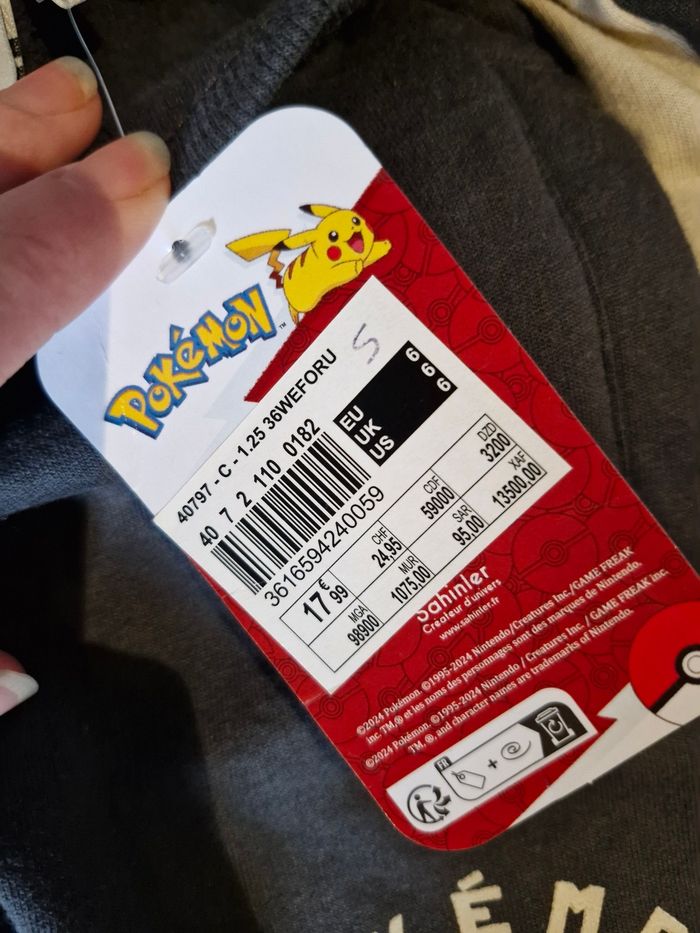 POKÉMON
™
5
40797 - C - 1.25 36WEFORU
40 7 2 110 0182
EU 6
UK 6
US 6
3616594240059
17€99
CHF
24,95
CDF
59000
DZD
3200
MGA
98900
MUR
1075,00
SAR
95.00
XAF
13500,00
Sahinler
Créateur d'univers
www.sahinler.fr
©2024 Pokémon. ©1995-2024 Nintendo/Creatures Inc./GAME FREAK
inc. TM,® et les noms des personnages sont des marques de Nintendo.
©2024 Pokémon. ©1995-2024 Nintendo / Creatures Inc. / GAME FREAK inc.
TM, ®, and character names are trademarks of Nintendo.
FR
+
ÉM